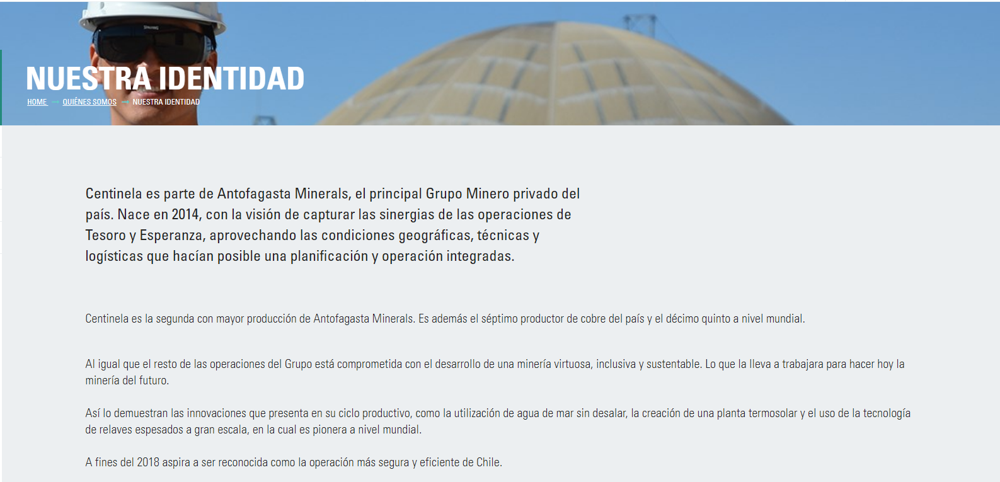 NUESTRA IDENTIDAD
HOME → QUIÉNES SOMOS → NUESTRA IDENTIDAD
Centinela es parte de Antofagasta Minerals, el principal Grupo Minero privado del
país. Nace en 2014, con la visión de capturar las sinergias de las operaciones de
Tesoro y Esperanza, aprovechando las condiciones geográficas, técnicas y
logísticas que hacían posible una planificación y operación integradas.
Centinela es la segunda con mayor producción de Antofagasta Minerals. Es además el séptimo productor de cobre del país y el décimo quinto a nivel mundial.
Al igual que el resto de las operaciones del Grupo está comprometida con el desarrollo de una minería virtuosa, inclusiva y sustentable. Lo que la lleva a trabajara para hacer hoy la
minería del futuro.
Así lo demuestran las innovaciones que presenta en su ciclo productivo, como la utilización de agua de mar sin desalar, la creación de una planta termosolar y el uso de la tecnología
de relaves espesados a gran escala, en la cual es pionera a nivel mundial.
A fines del 2018 aspira a ser reconocida como la operación más segura y eficiente de Chile.